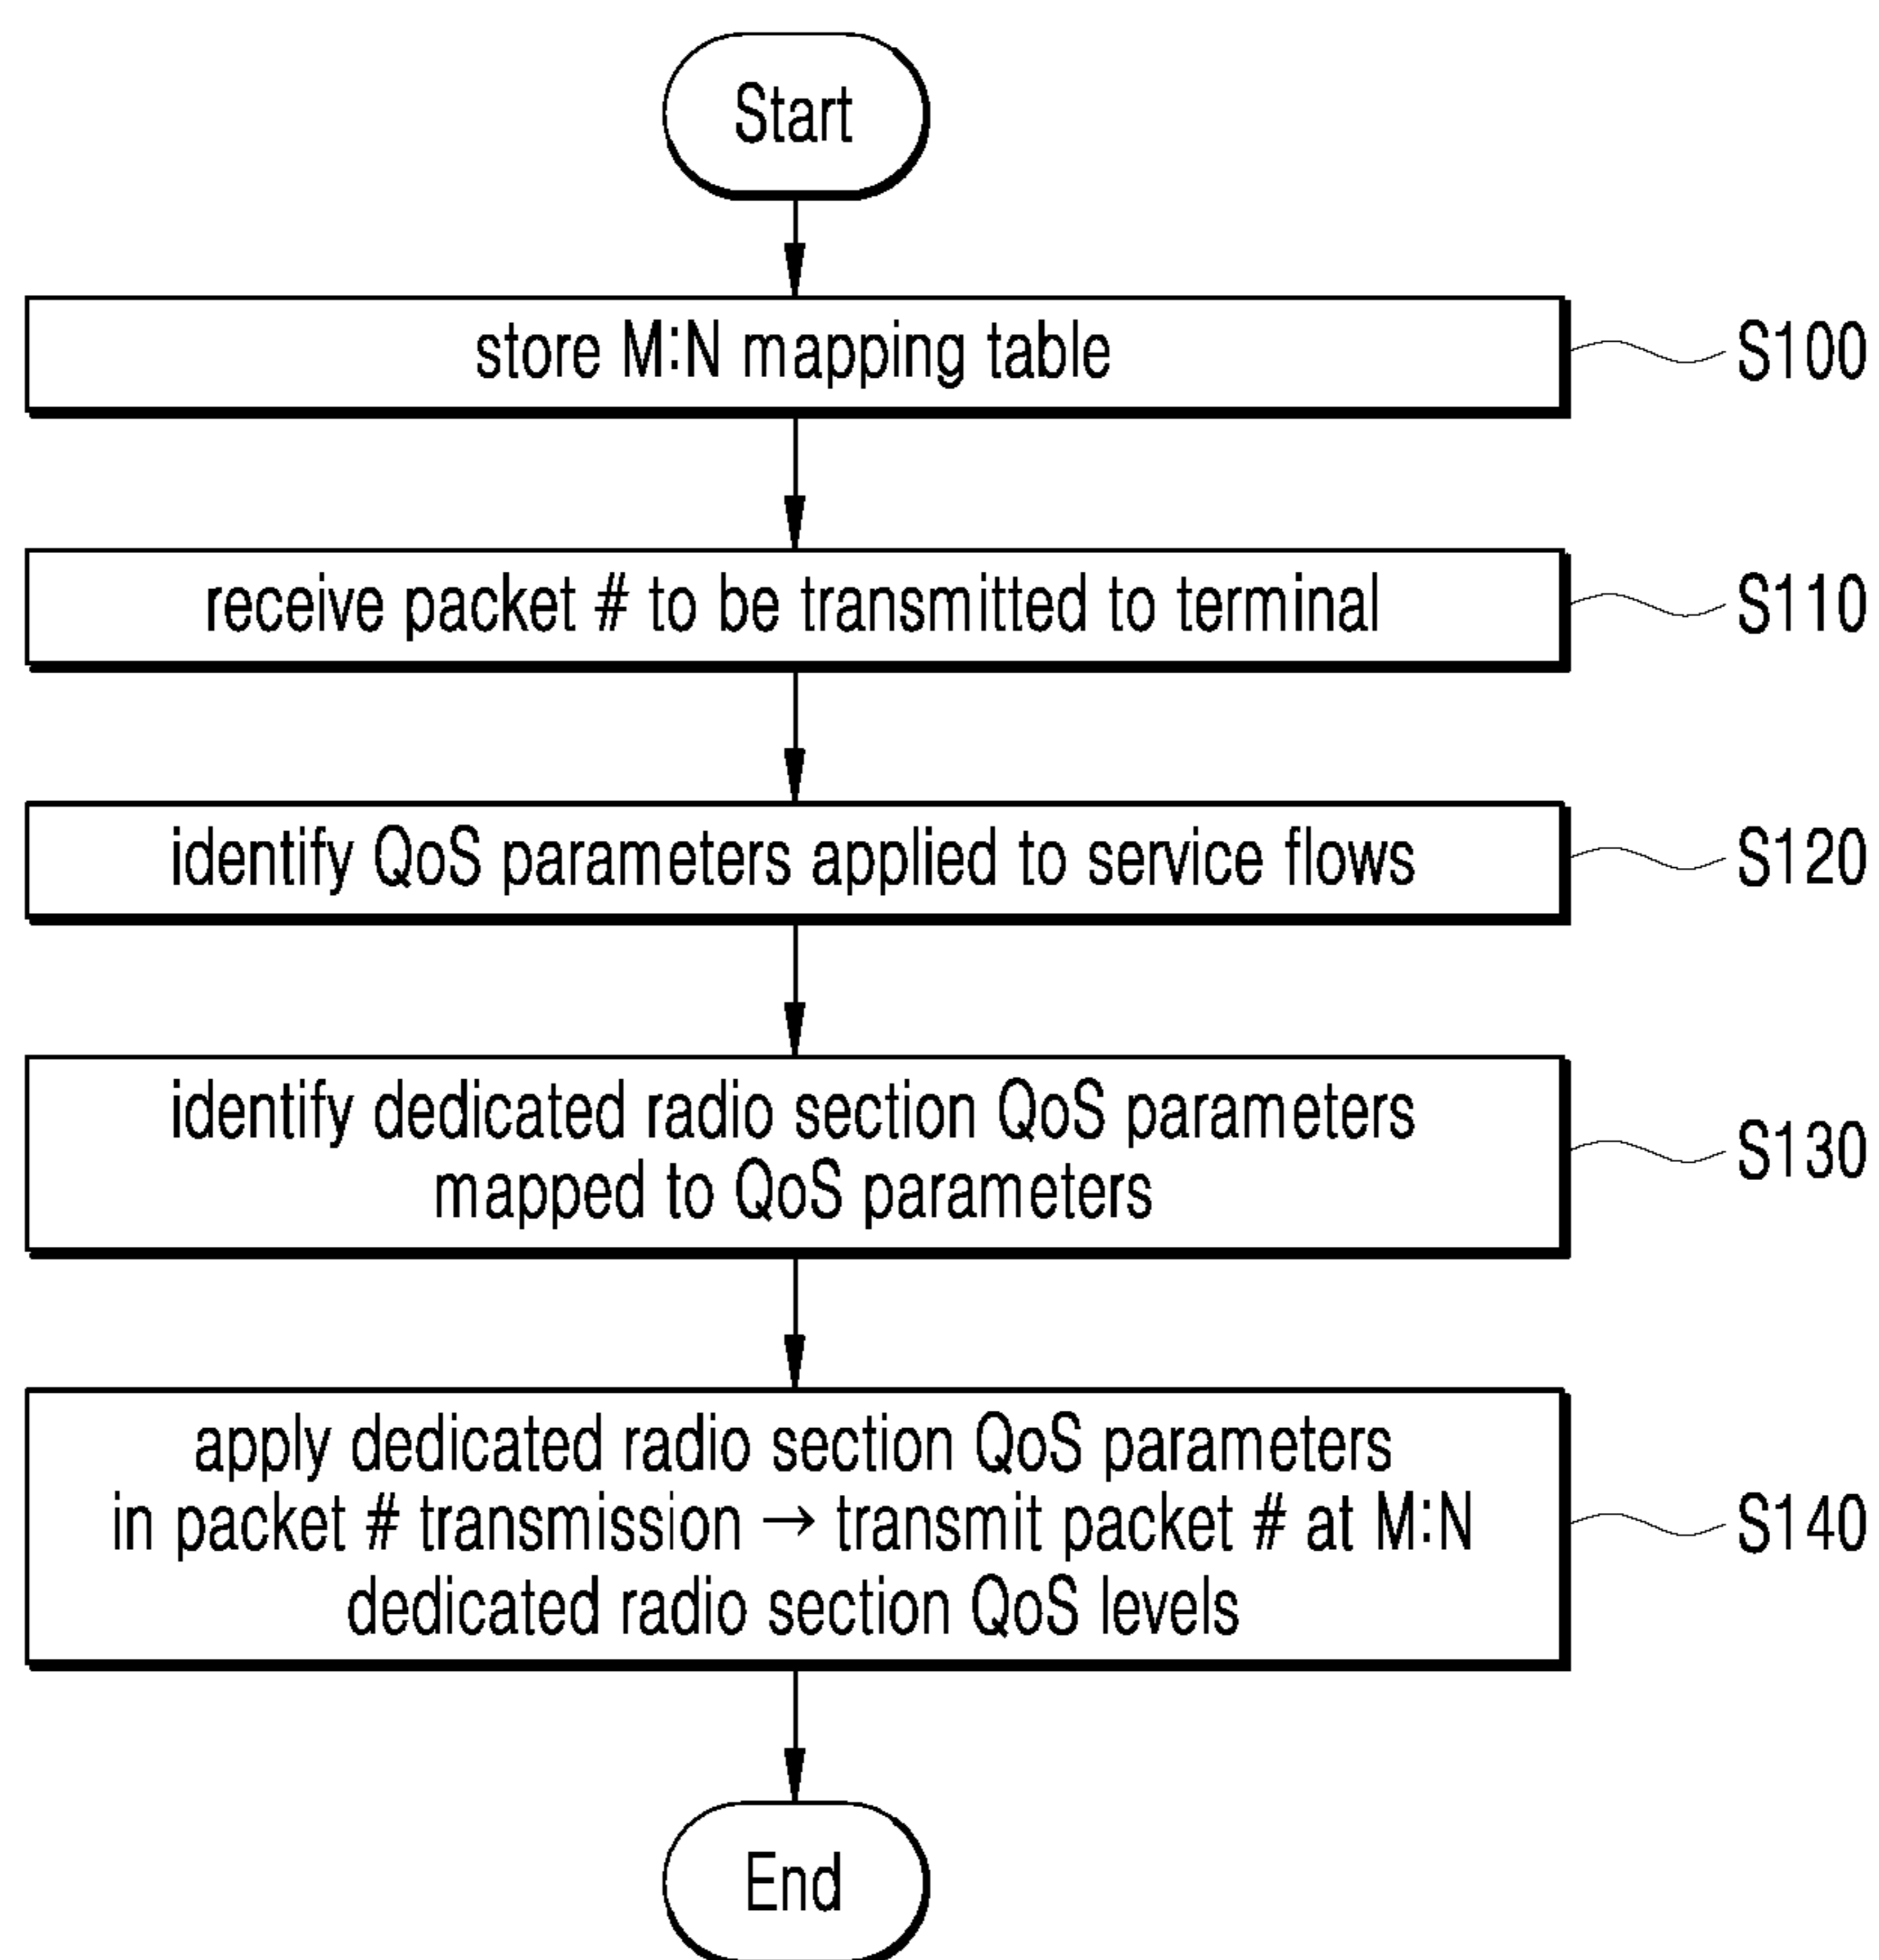 Start
store M:N mapping table
S100
receive packet # to be transmitted to terminal
S110
identify QoS parameters applied to service flows
S120
identify dedicated radio section QoS parameters
mapped to QoS parameters
S130
apply dedicated radio section QoS parameters
in packet # transmission → transmit packet # at M:N
dedicated radio section QoS levels
S140
End